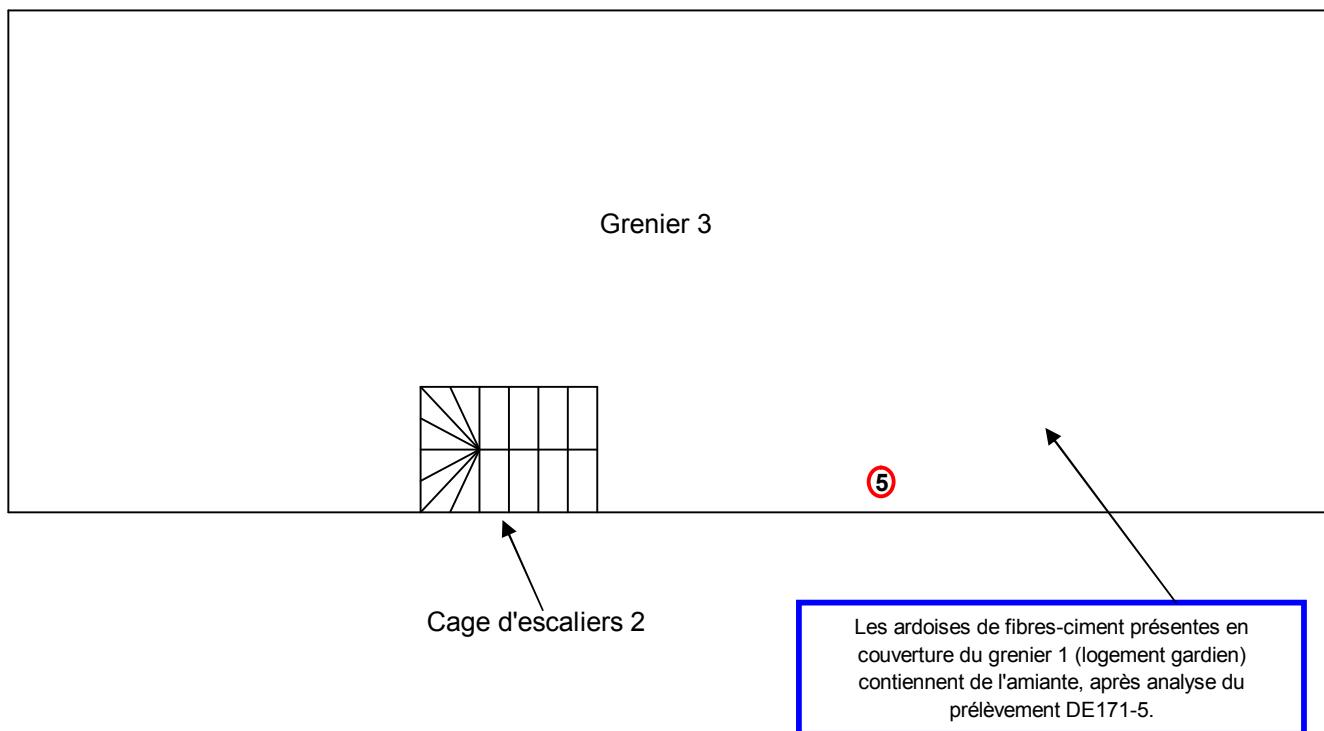 Grenier 3
5
Cage d'escaliers 2
Les ardoises de fibres-ciment présentes en
couverture du grenier 1 (logement gardien)
contiennent de l'amiante, après analyse du
prélèvement DE171-5.